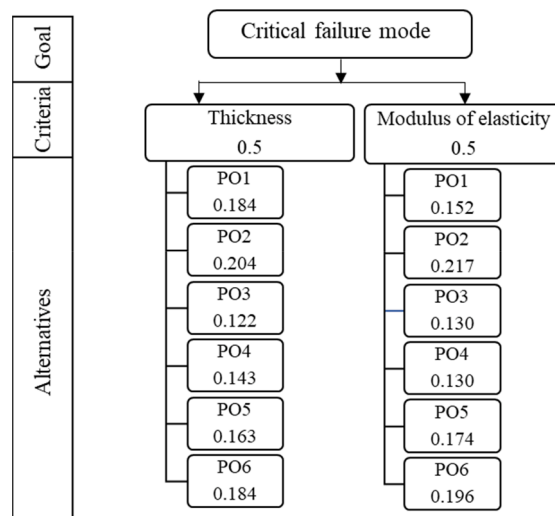 Goal
Critical failure mode
Criteria
Thickness
0.5
Modulus of elasticity
0.5
Alternatives
PO1
0.184
PO2
0.204
PO3
0.122
PO4
0.143
PO5
0.163
PO6
0.184
PO1
0.152
PO2
0.217
PO3
0.130
PO4
0.130
PO5
0.174
PO6
0.196